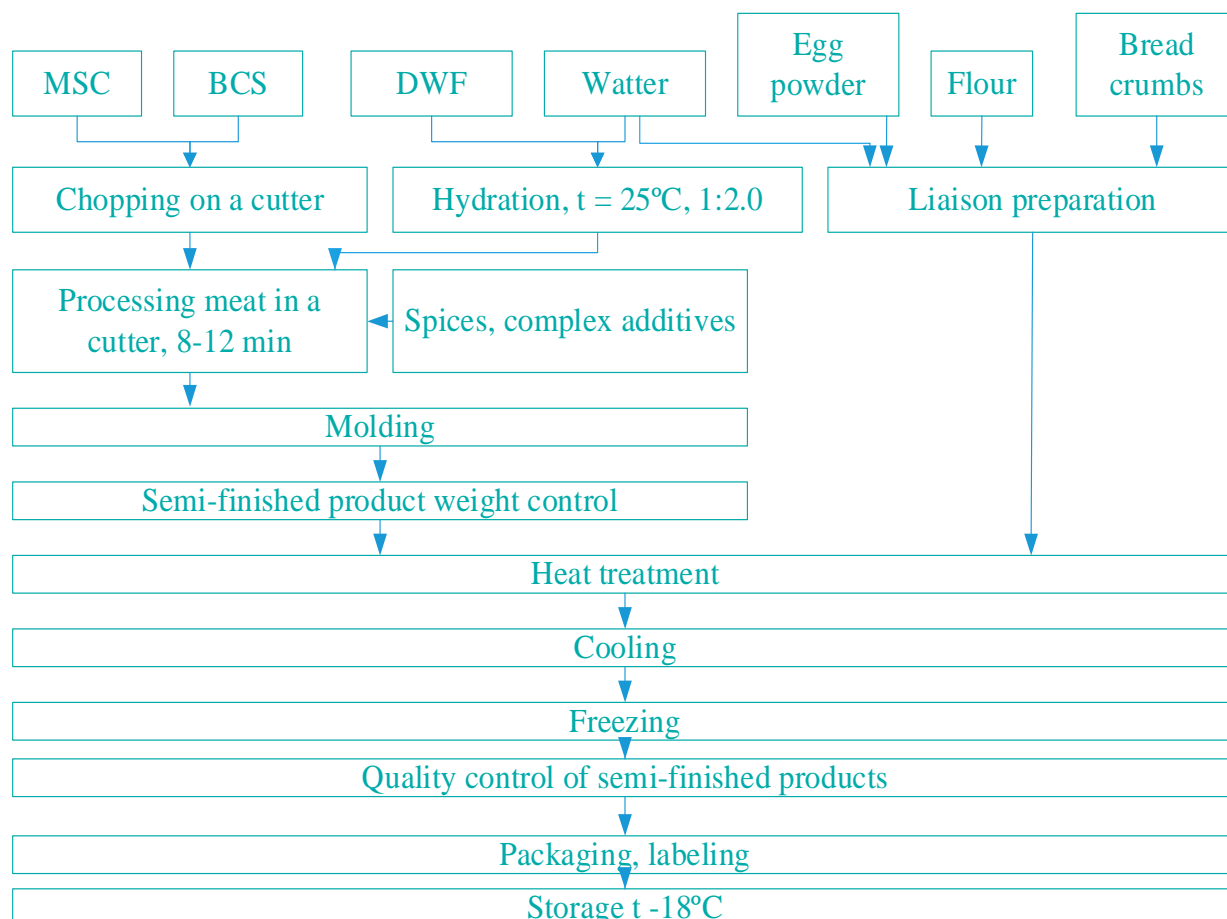 MSC
BCS
DWF
Watter
Egg
powder
Flour
Bread
crumbs
Chopping on a cutter
Hydration, t = 25ºC, 1:2.0
Liaison preparation
Processing meat in a
cutter, 8-12 min
Spices, complex additives
Molding
Semi-finished product weight control
Heat treatment
Cooling
Freezing
Quality control of semi-finished products
Packaging, labeling
Storage t -18ºC